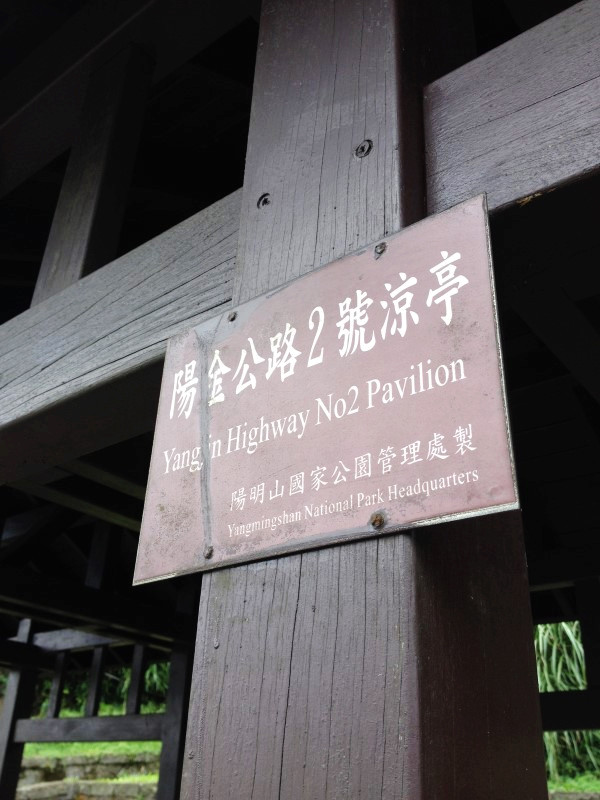 陽金公路2號涼亭
Yangjin Highway No2 Pavilion
陽明山國家公園管理處製
Yangmingshan National Park Headquarters